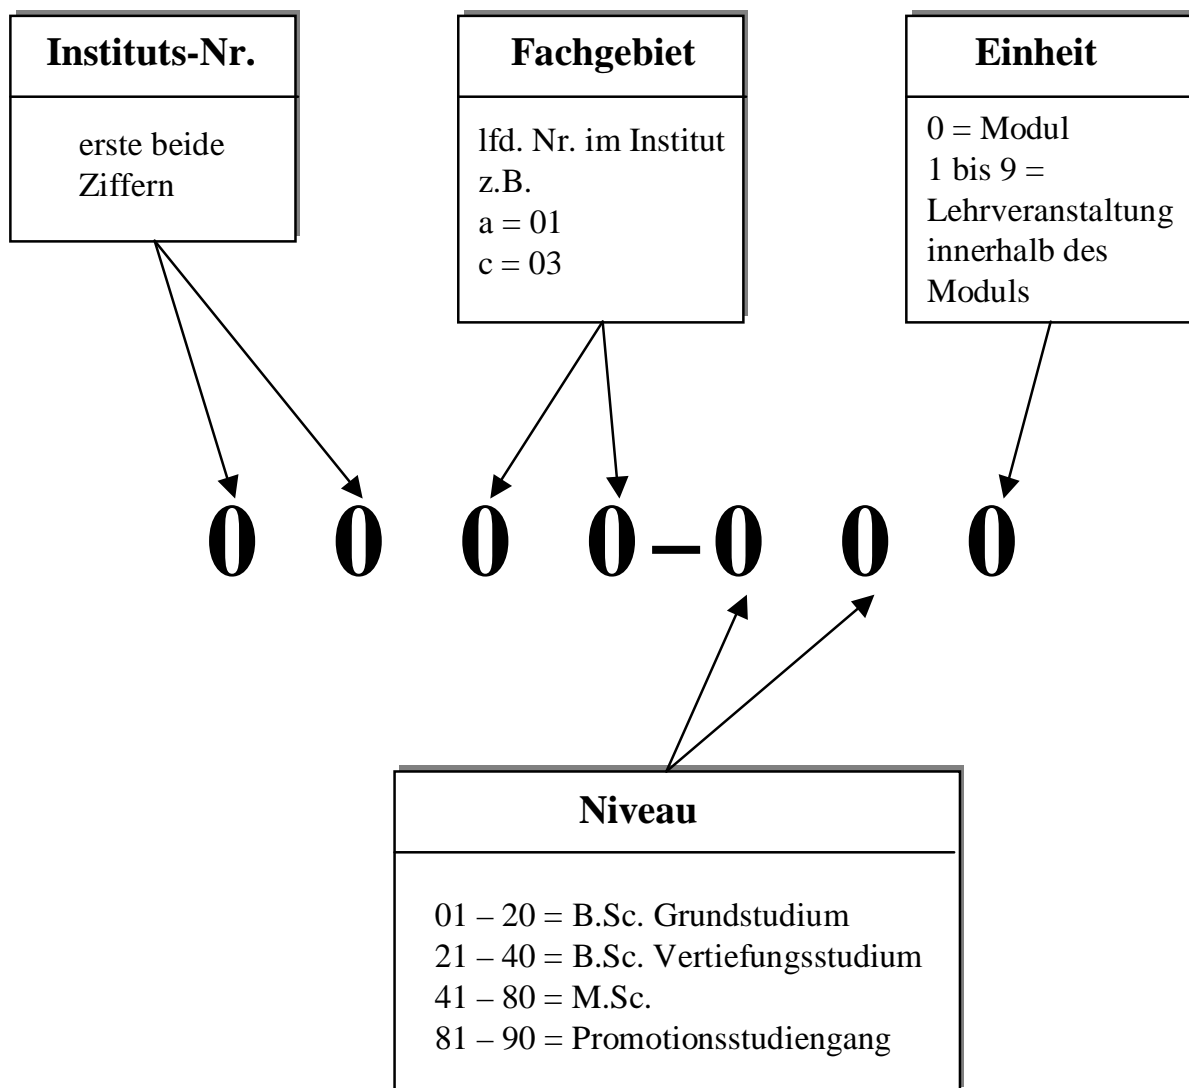 Instituts-Nr.
erste beide
Ziffern
Fachgebiet
lfd. Nr. im Institut
z.B.
a = 01
c = 03
Einheit
0 = Modul
1 bis 9 =
Lehrveranstaltung
innerhalb des
Moduls
0 0 0 0 – 0 0 0
Niveau
01 – 20 = B.Sc. Grundstudium
21 – 40 = B.Sc. Vertiefungsstudium
41 – 80 = M.Sc.
81 – 90 = Promotionsstudiengang